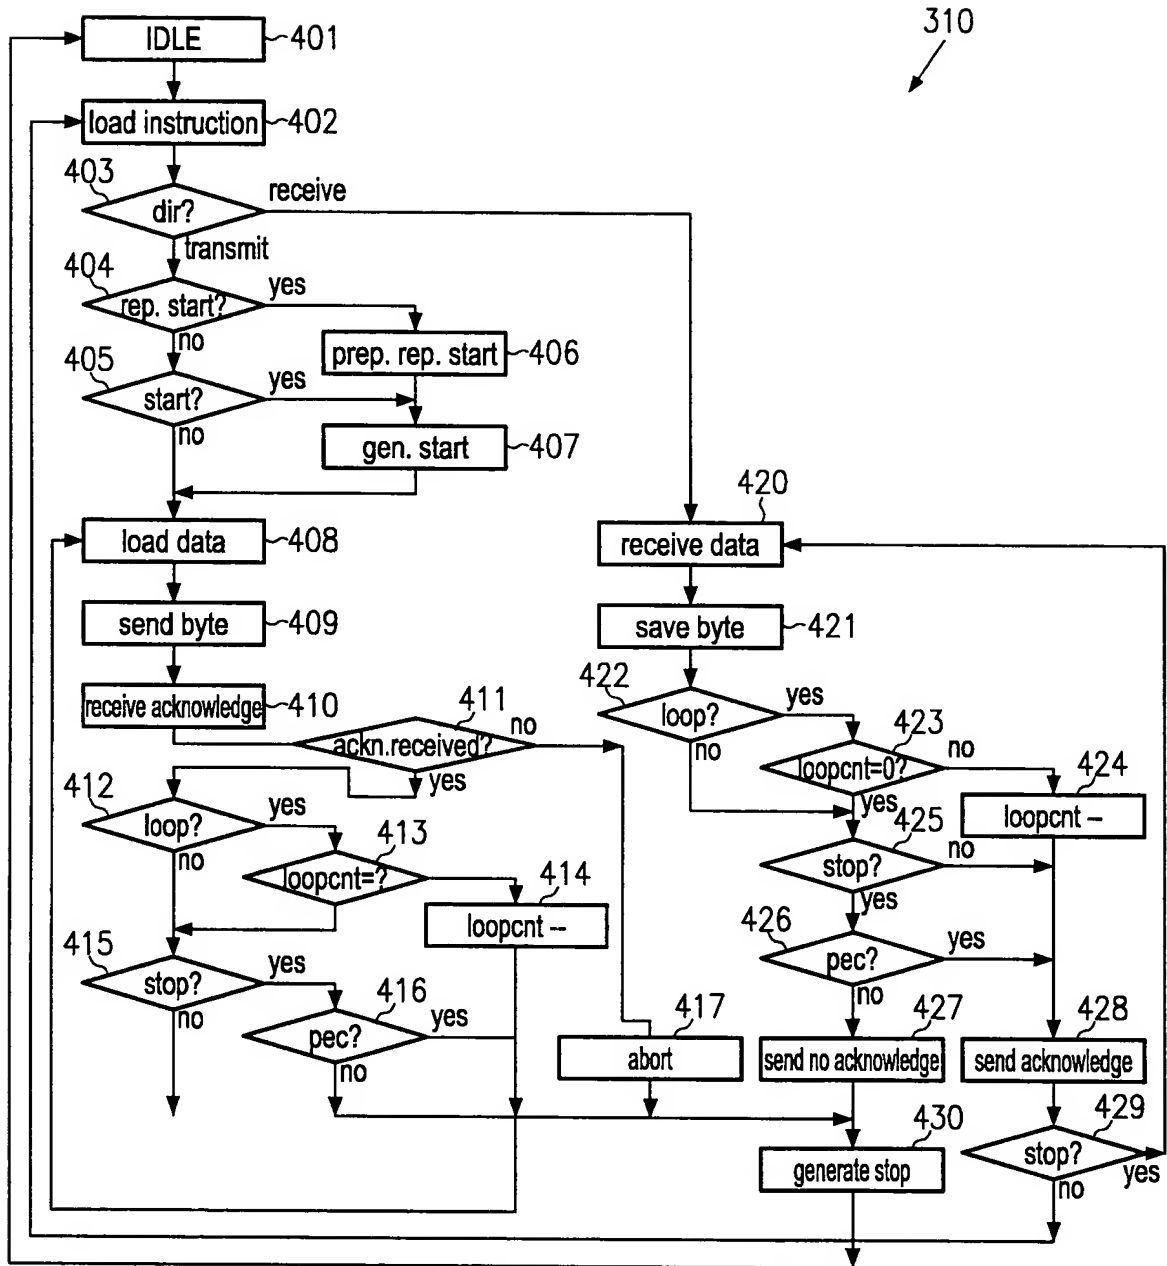 310
IDLE 401
load instruction 402
403
dir?
receive
transmit
404
rep. start?
yes
no
prep. rep. start 406
405
start?
yes
no
gen. start 407
load data 408
send byte 409
receive acknowledge 410
411
ackn.received?
no
yes
412
loop?
yes
no
413
loopcnt=?
414
loopcnt --
415
stop?
yes
no
416
pec?
yes
no
417
abort
420
receive data
save byte 421
422
loop?
yes
no
423
loopcnt=0?
no
yes
424
loopcnt --
425
stop?
no
yes
426
pec?
yes
no
427
send no acknowledge
428
send acknowledge
429
stop?
yes
no
430
generate stop